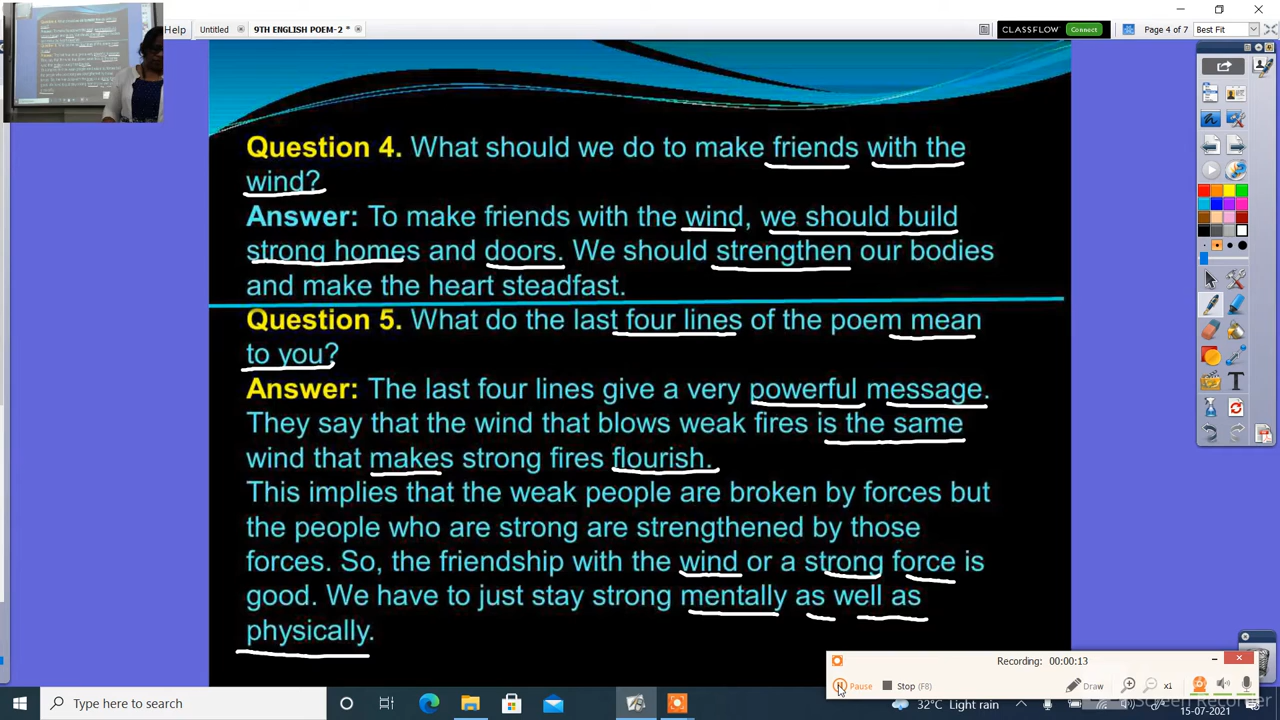 Help
Untitled
9TH ENGLISH POEM-2 *
CLASSFLOW
Connect
Page 4 of 7
Best Fit
Question 4. What should we do to make friends with the
wind?
Answer: To make friends with the wind, we should build
strong homes and doors. We should strengthen our bodies
and make the heart steadfast.
Question 5. What do the last four lines of the poem mean
to you?
Answer: The last four lines give a very powerful message.
They say that the wind that blows weak fires is the same
wind that makes strong fires flourish.
This implies that the weak people are broken by forces but
the people who are strong are strengthened by those
forces. So, the friendship with the wind or a strong force is
good. We have to just stay strong mentally as well as
physically.
Recording: 00:00:13
Pause
Stop (F8)
Draw
x1
Screen Recorder
Type here to search
32°C Light rain
15-07-2021